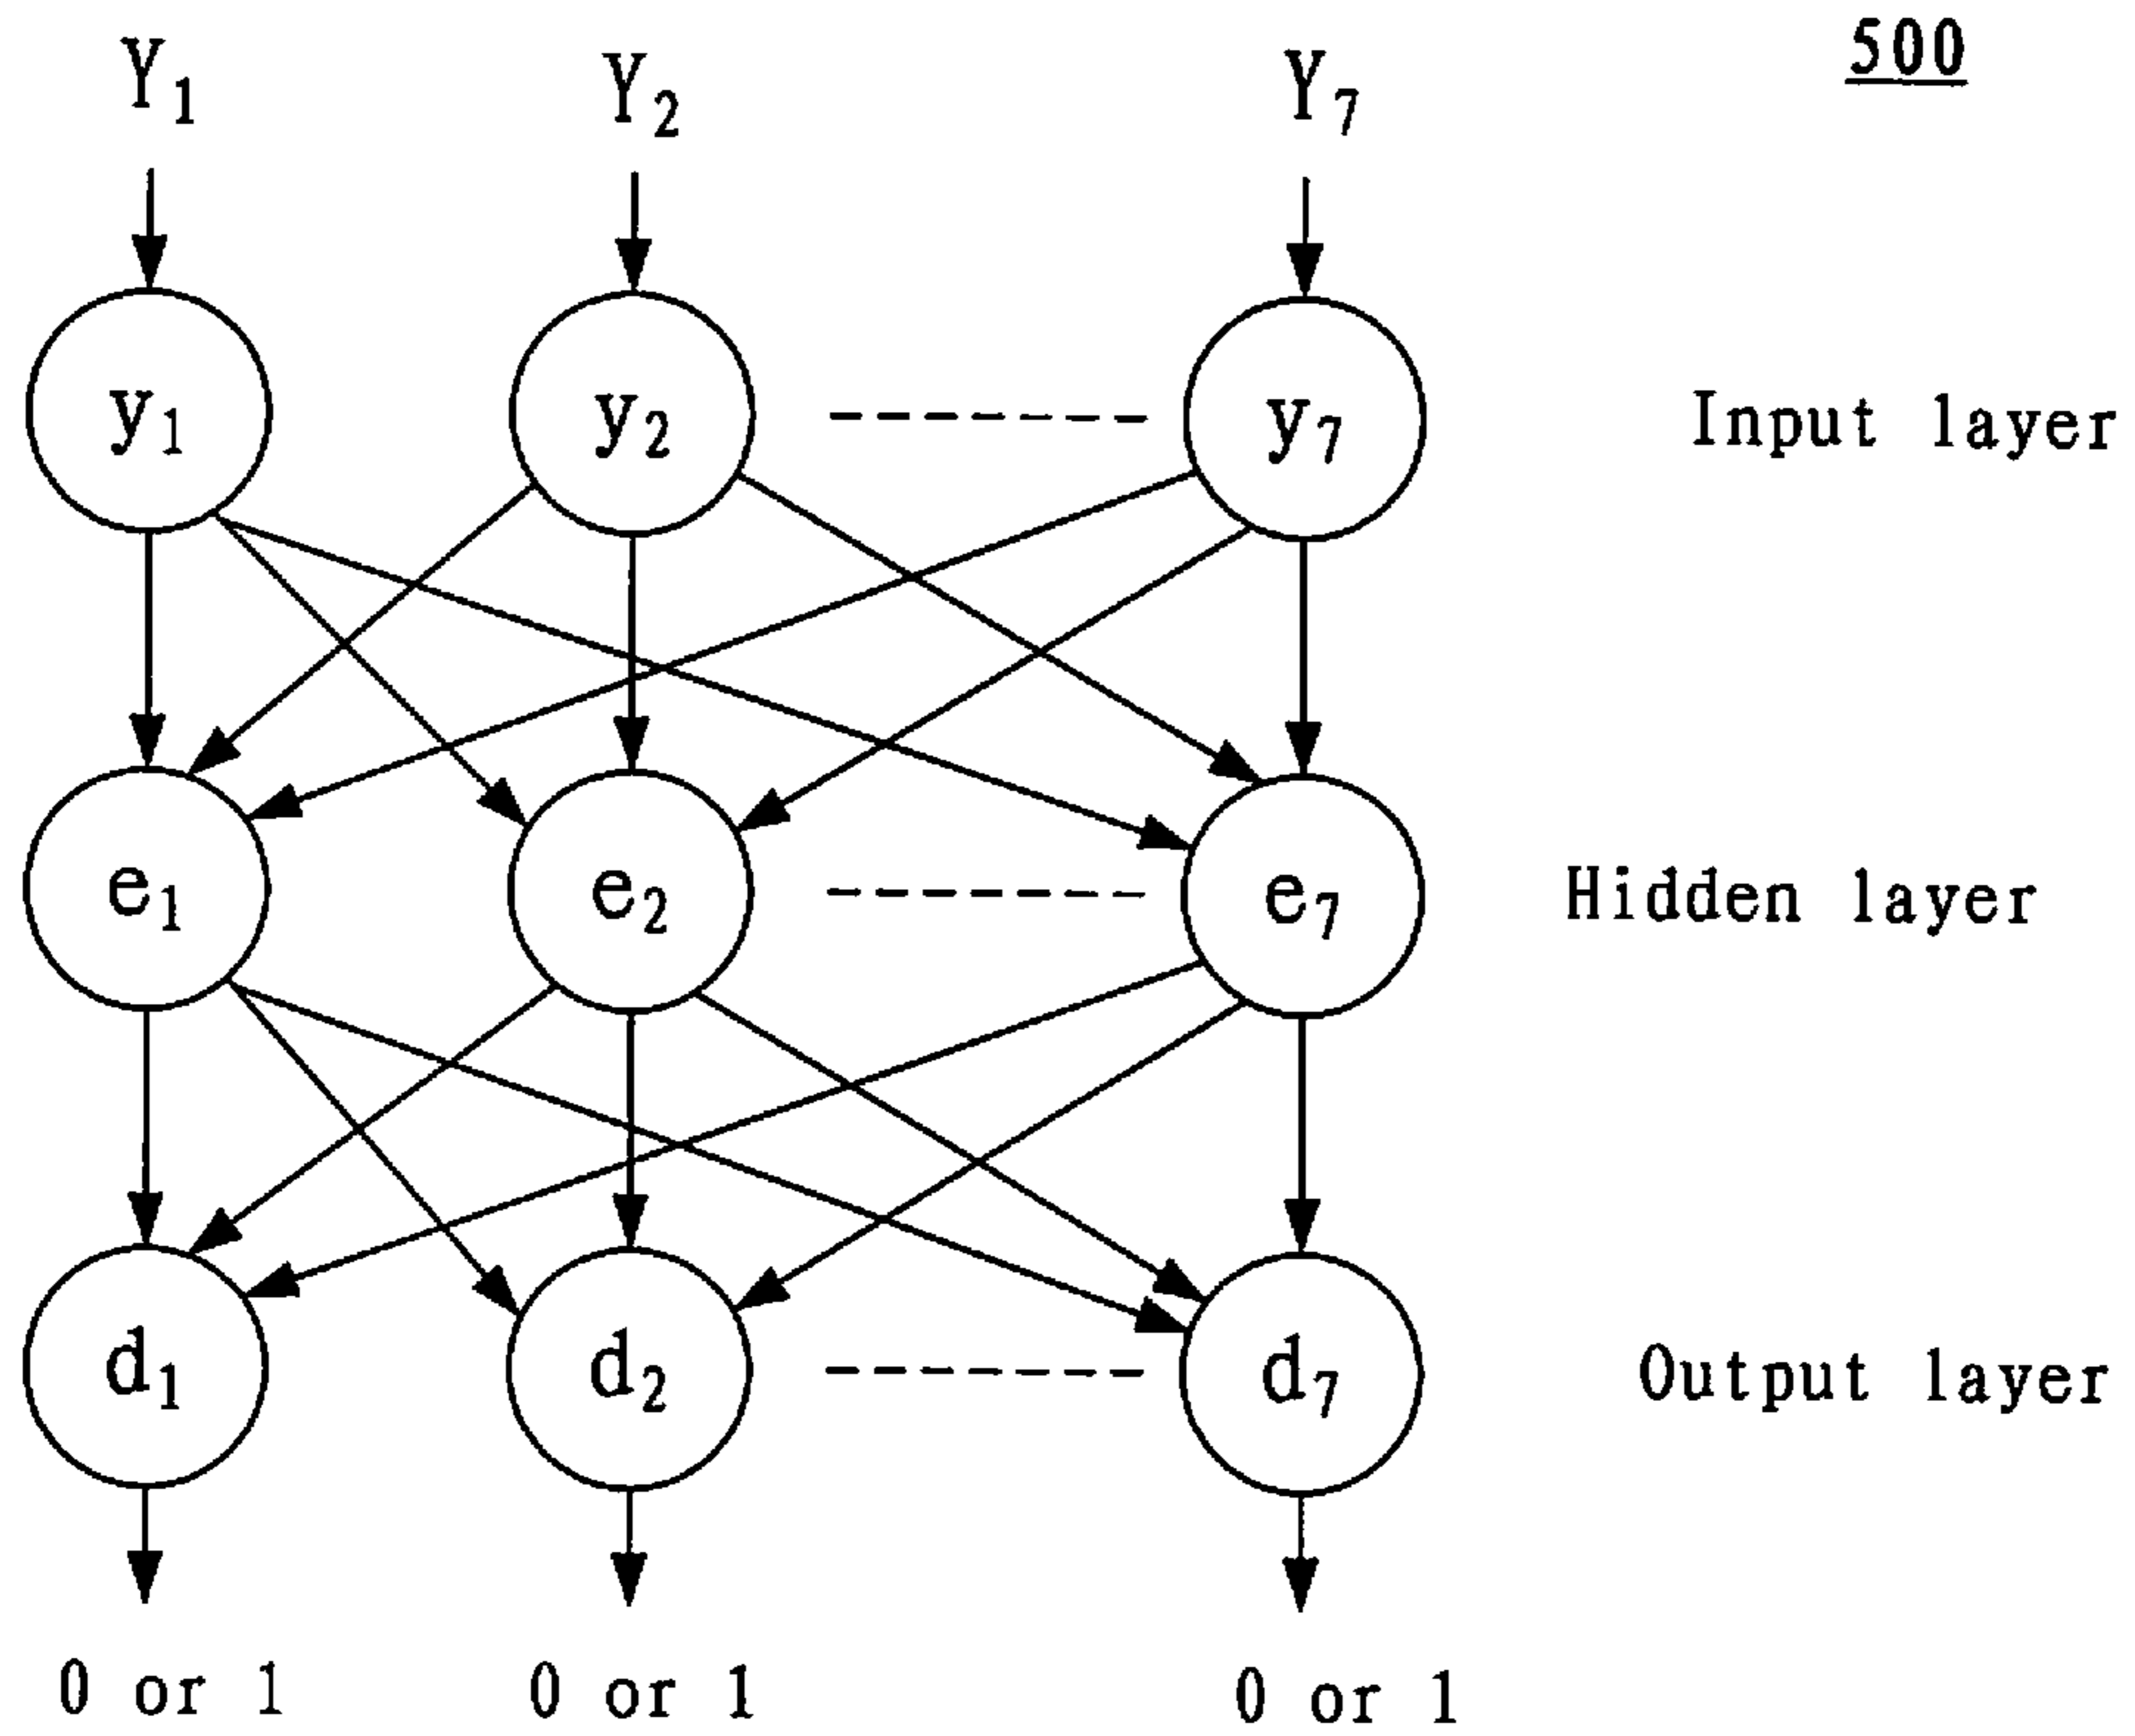 500
Y1 Y2 Y7
y1 y2 y7 Input layer
e1 e2 e7 Hidden layer
d1 d2 d7 Output layer
0 or 1 0 or 1 0 or 1